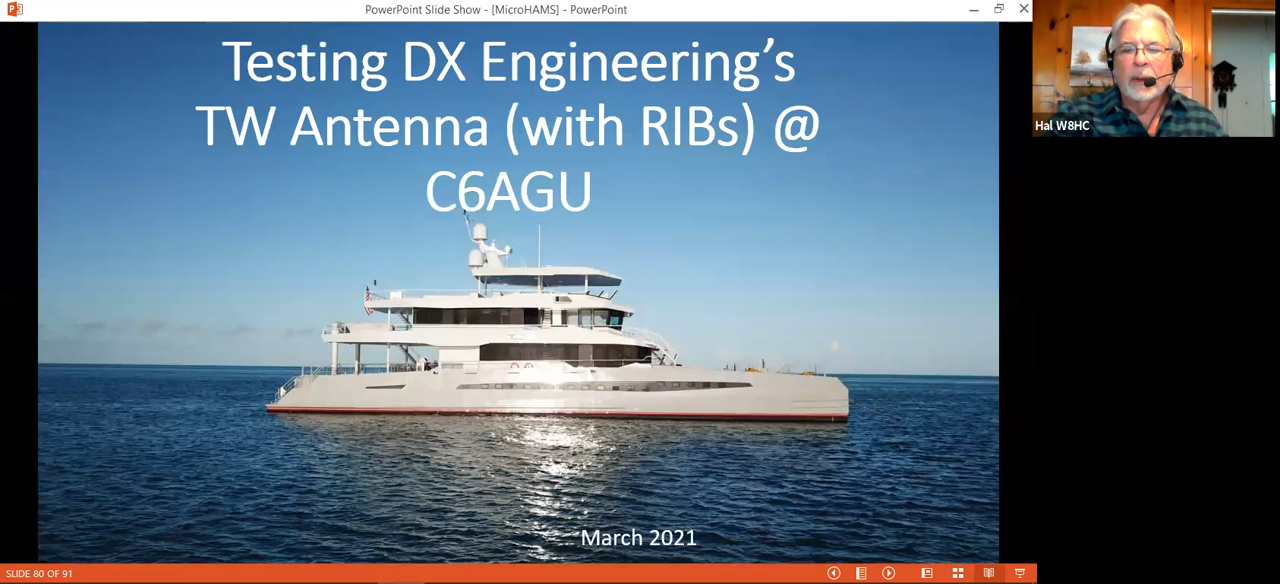 PowerPoint Slide Show - [MicroHAMS] - PowerPoint
Testing DX Engineering's
TW Antenna (with RIBs) @
C6AGU
Hal W8HC
March 2021
SLIDE 80 OF 91